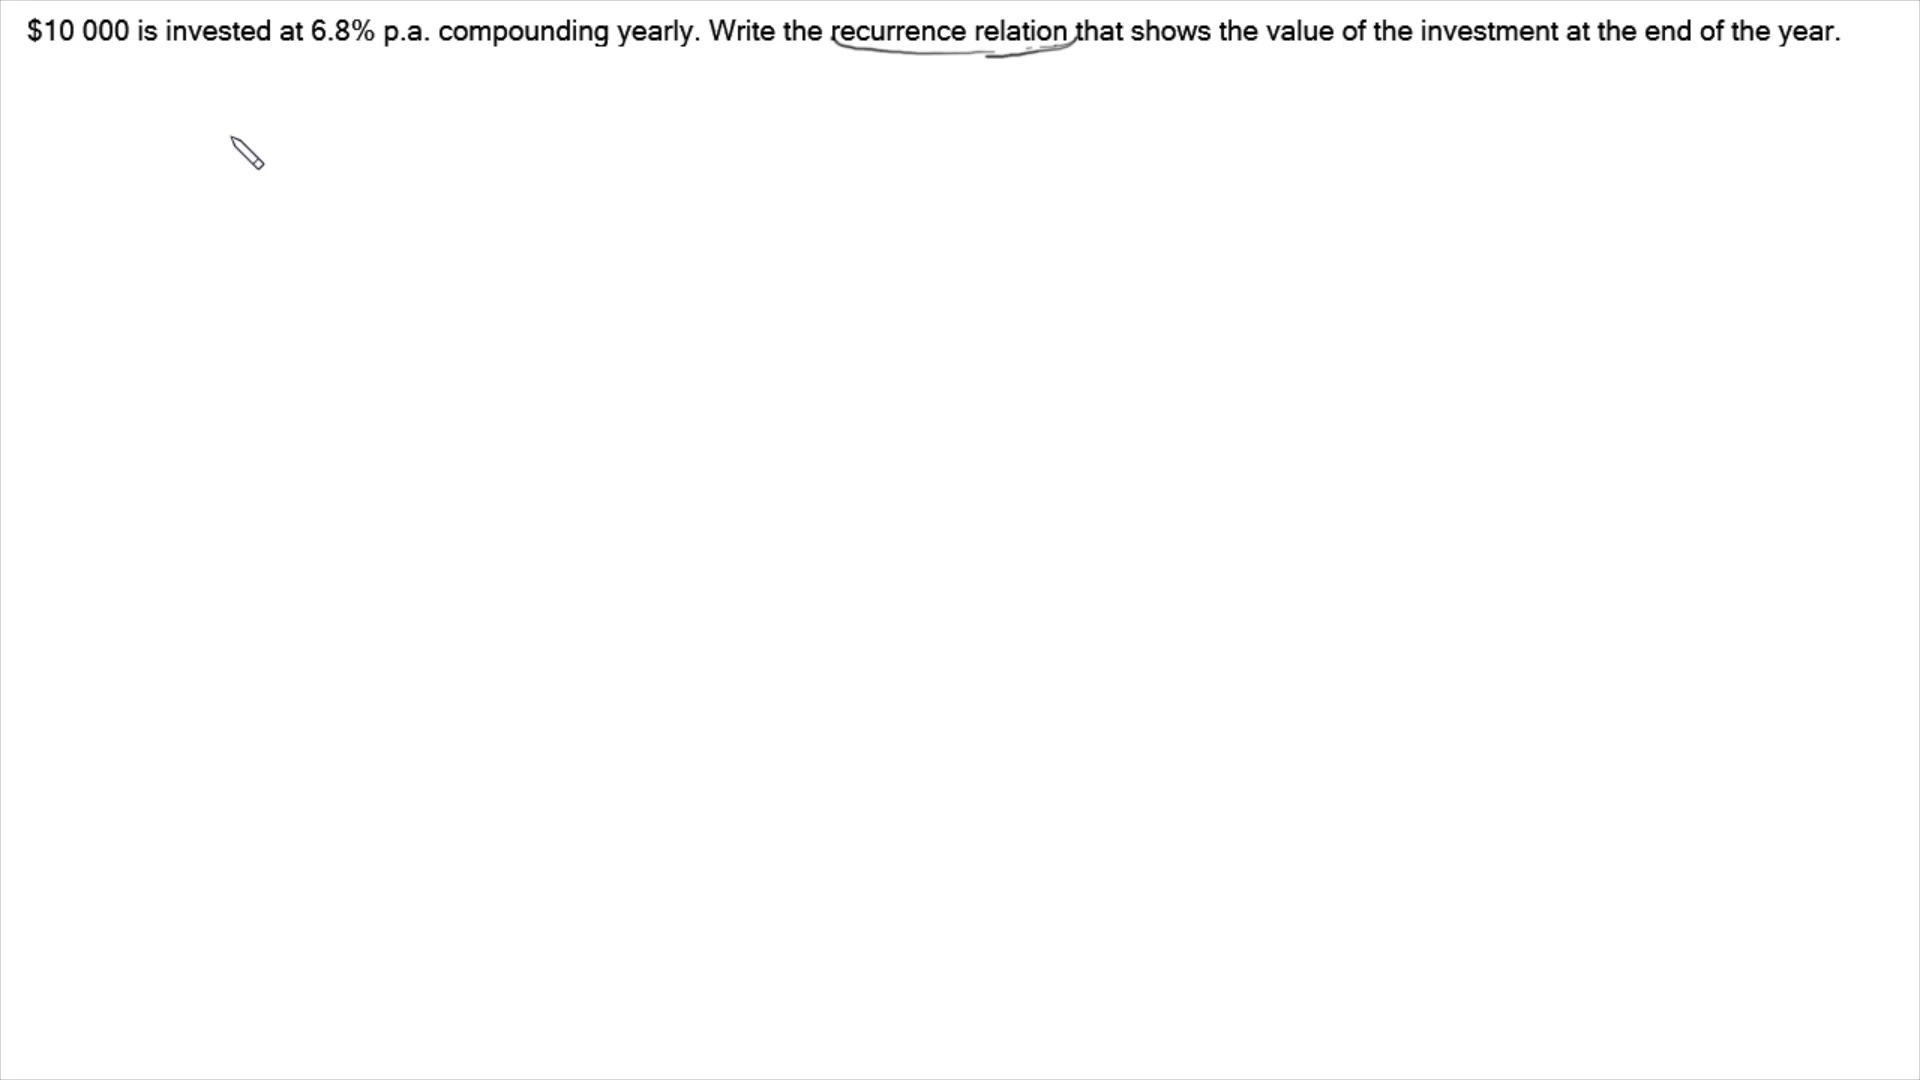 $10 000 is invested at 6.8% p.a. compounding yearly. Write the recurrence relation that shows the value of the investment at the end of the year.